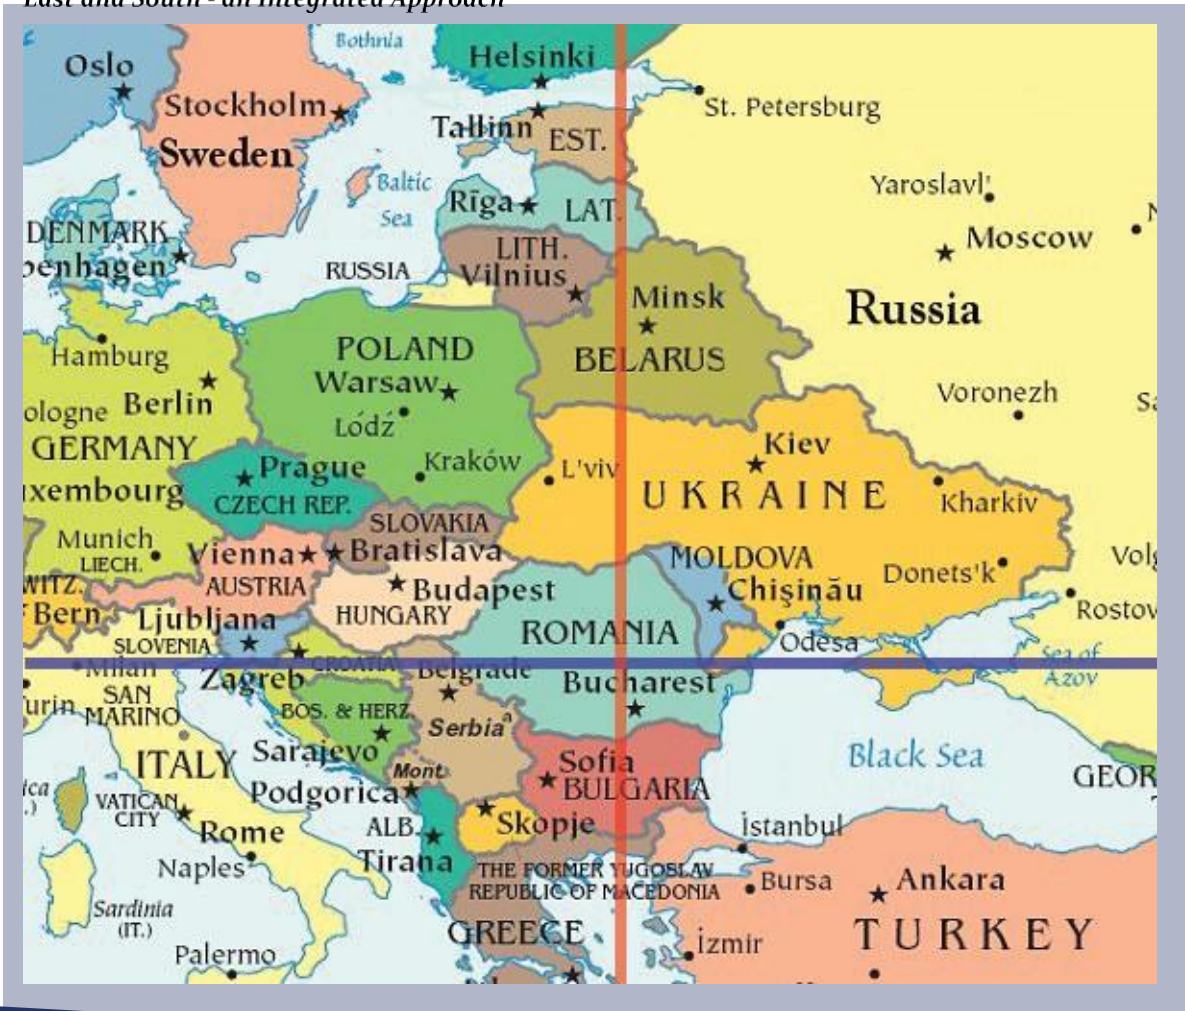 East and South - an Integrated Approach
Bothnia
Helsinki
Oslo
St. Petersburg
Stockholm
Tallinn
EST.
Sweden
Yaroslavl'
Baltic
Sea
Rīga
LAT.
DENMARK
Moscow
LITH.
penhagen
RUSSIA
Vilnius
Minsk
Russia
POLAND
Hamburg
BELARUS
Warsaw
Berlin
Voronezh
ologne
Łódź
GERMANY
Kiev
Prague
Kraków
L'viv
uxembourg
CZECH REP.
UKRAINE
Kharkiv
SLOVAKIA
Munich
LIECH.
Vienna
Bratislava
MOLDOVA
Volg
WITZ.
AUSTRIA
Budapest
Chişinău
Donets'k
Bern
Ljubljana
HUNGARY
Rostov
SLOVENIA
ROMANIA
Odesa
Milan
CROATIA
Belgrade
Sea of
Azov
Zagreb
Bucharest
urin
SAN
MARINO
BOS. & HERZ.
Serbia
a
ITALY
Sarajevo
Sofia
Black Sea
Mont.
BULGARIA
GEOR
ica
VATICAN
CITY
Podgorica
Rome
ALB.
Skopje
İstanbul
Naples
Tirana
THE FORMER YUGOSLAV
REPUBLIC OF MACEDONIA
Bursa
Ankara
Sardinia
(IT.)
GREECE
TURKEY
İzmir
Palermo